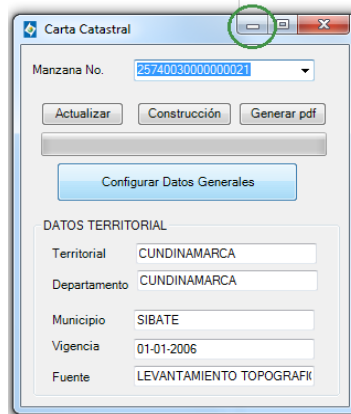 Carta Catastral
Manzana No. 25740030000000021
Actualizar Construcción Generar pdf
Configurar Datos Generales
DATOS TERRITORIAL
Territorial CUNDINAMARCA
Departamento CUNDINAMARCA
Municipio SIBATE
Vigencia 01-01-2006
Fuente LEVANTAMIENTO TOPOGRAFI